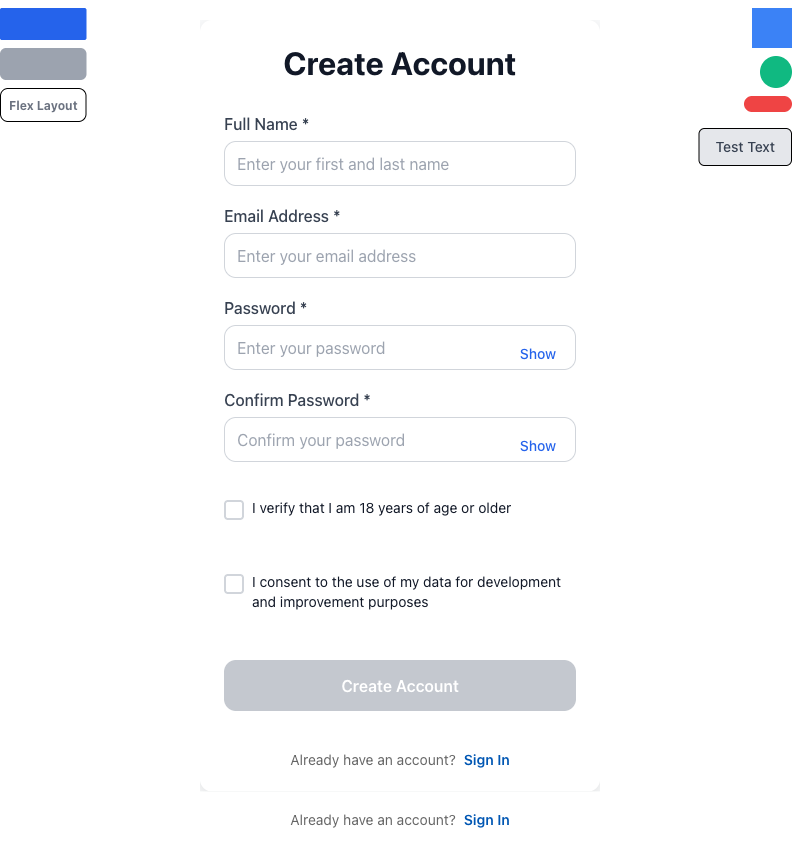 Create Account
Flex Layout
Test Text
Full Name *
Enter your first and last name
Email Address *
Enter your email address
Password *
Enter your password
Show
Confirm Password *
Confirm your password
Show
I verify that I am 18 years of age or older
I consent to the use of my data for development
and improvement purposes
Create Account
Already have an account? Sign In
Already have an account? Sign In